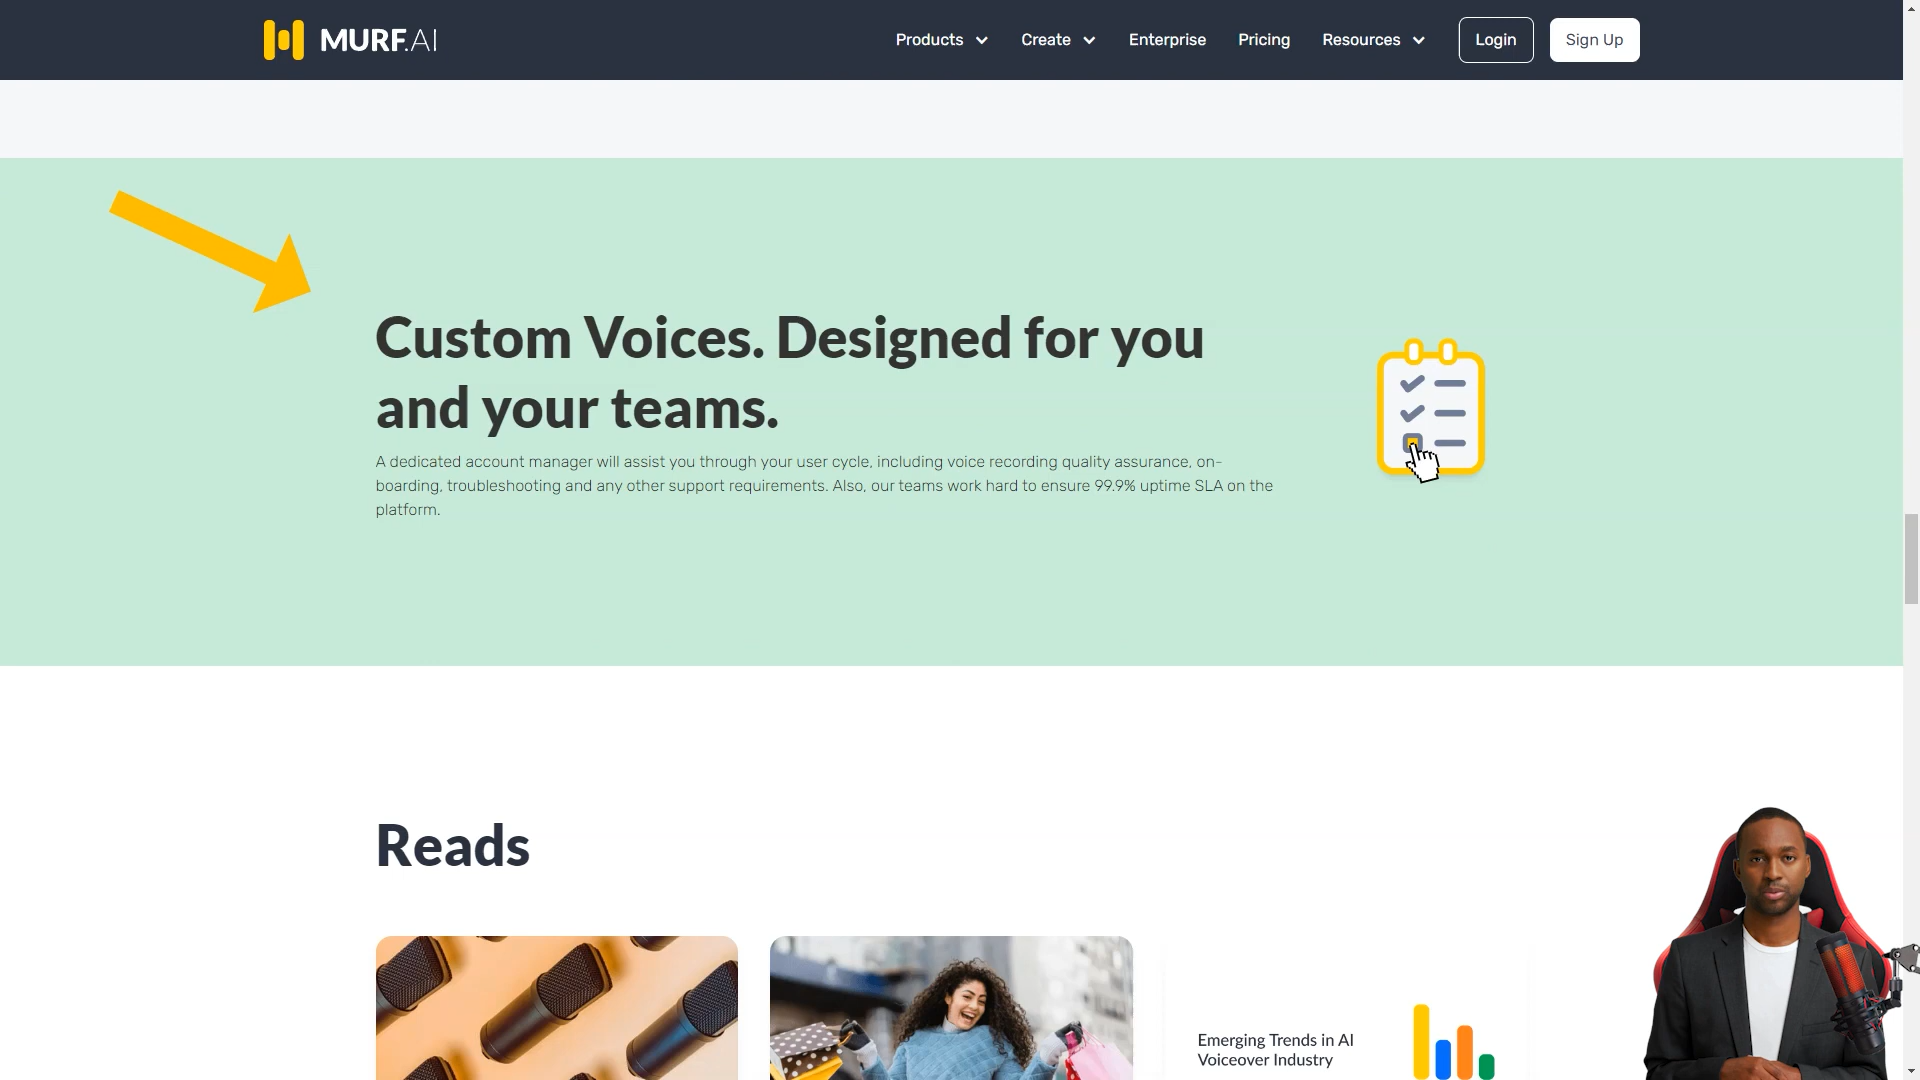 MURF.AI
Products
Create
Enterprise
Pricing
Resources
Login
Sign Up
Custom Voices. Designed for you
and your teams.
A dedicated account manager will assist you through your user cycle, including voice recording quality assurance, on-
boarding, troubleshooting and any other support requirements. Also, our teams work hard to ensure 99.9% uptime SLA on the
platform.
Reads
Emerging Trends in AI
Voiceover Industry